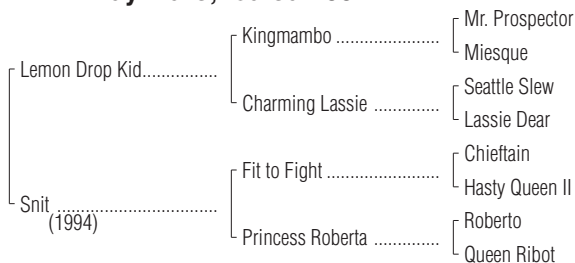 Mr. Prospector
Kingmambo
Miesque
Lemon Drop Kid
Seattle Slew
Charming Lassie
Lassie Dear
Chieftain
Fit to Fight
Hasty Queen II
Snit
(1994)
Roberto
Princess Roberta
Queen Ribot